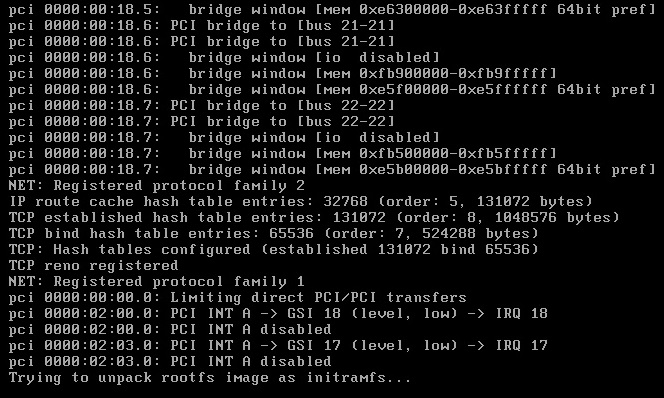 pci 0000:00:18.5:   bridge window [mem 0xe6300000-0xe63fffff 64bit pref]
pci 0000:00:18.6: PCI bridge to [bus 21-21]
pci 0000:00:18.6: PCI bridge to [bus 21-21]
pci 0000:00:18.6:   bridge window [io  disabled]
pci 0000:00:18.6:   bridge window [mem 0xfb900000-0xfb9fffff]
pci 0000:00:18.6:   bridge window [mem 0xe5f00000-0xe5ffffff 64bit pref]
pci 0000:00:18.7: PCI bridge to [bus 22-22]
pci 0000:00:18.7: PCI bridge to [bus 22-22]
pci 0000:00:18.7:   bridge window [io  disabled]
pci 0000:00:18.7:   bridge window [mem 0xfb500000-0xfb5fffff]
pci 0000:00:18.7:   bridge window [mem 0xe5b00000-0xe5bfffff 64bit pref]
NET: Registered protocol family 2
IP route cache hash table entries: 32768 (order: 5, 131072 bytes)
TCP established hash table entries: 131072 (order: 8, 1048576 bytes)
TCP bind hash table entries: 65536 (order: 7, 524288 bytes)
TCP: Hash tables configured (established 131072 bind 65536)
TCP reno registered
NET: Registered protocol family 1
pci 0000:00:00.0: Limiting direct PCI/PCI transfers
pci 0000:02:00.0: PCI INT A -> GSI 18 (level, low) -> IRQ 18
pci 0000:02:00.0: PCI INT A disabled
pci 0000:02:03.0: PCI INT A -> GSI 17 (level, low) -> IRQ 17
pci 0000:02:03.0: PCI INT A disabled
Trying to unpack rootfs image as initramfs...